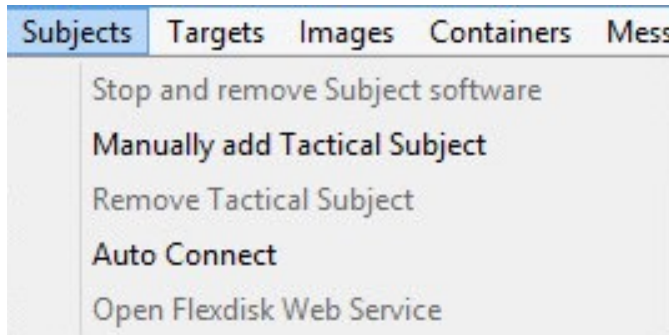 Subjects Targets Images Containers
Stop and remove Subject software
Manually add Tactical Subject
Remove Tactical Subject
Auto Connect
Open Flexdisk Web Service